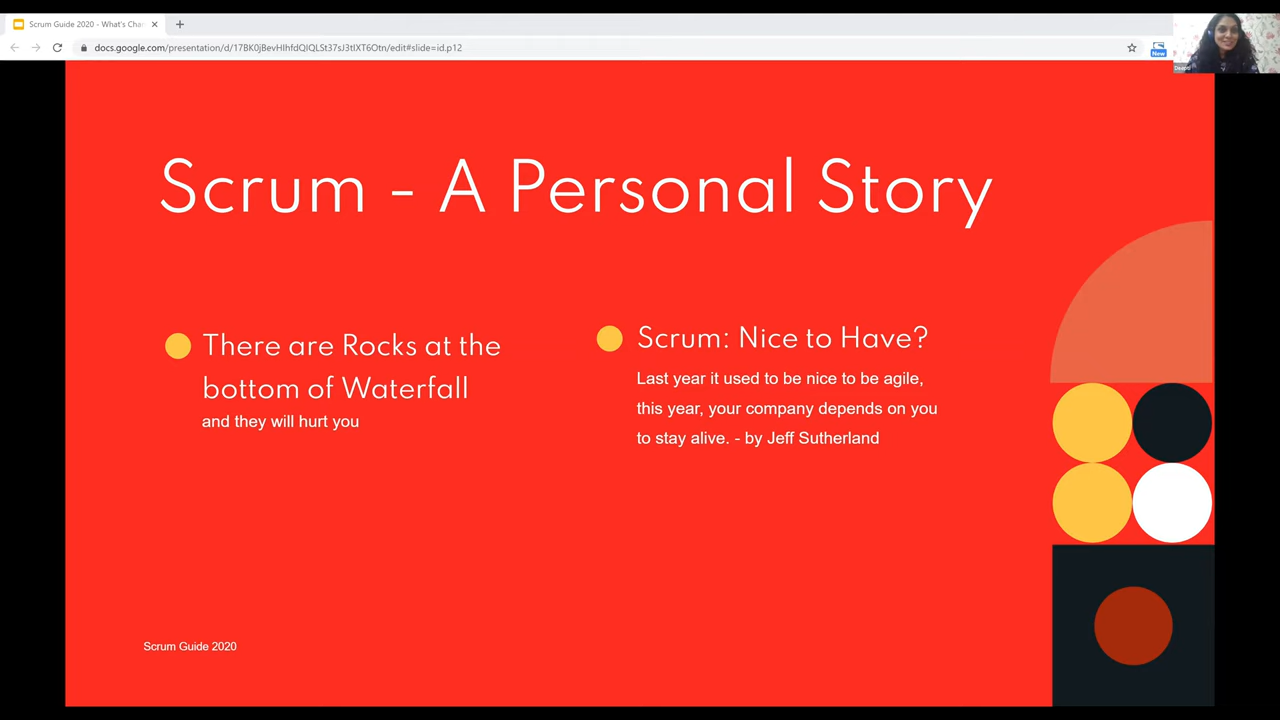 Scrum Guide 2020 - What's Cha
docs.google.com/presentation/d/17BK0jBevHlhfdQIQLSt37sJ3tIXT6Otn/edit#slide=id.p12
New
Scrum - A Personal Story
There are Rocks at the
bottom of Waterfall
and they will hurt you
Scrum: Nice to Have?
Last year it used to be nice to be agile,
this year, your company depends on you
to stay alive. - by Jeff Sutherland
Scrum Guide 2020